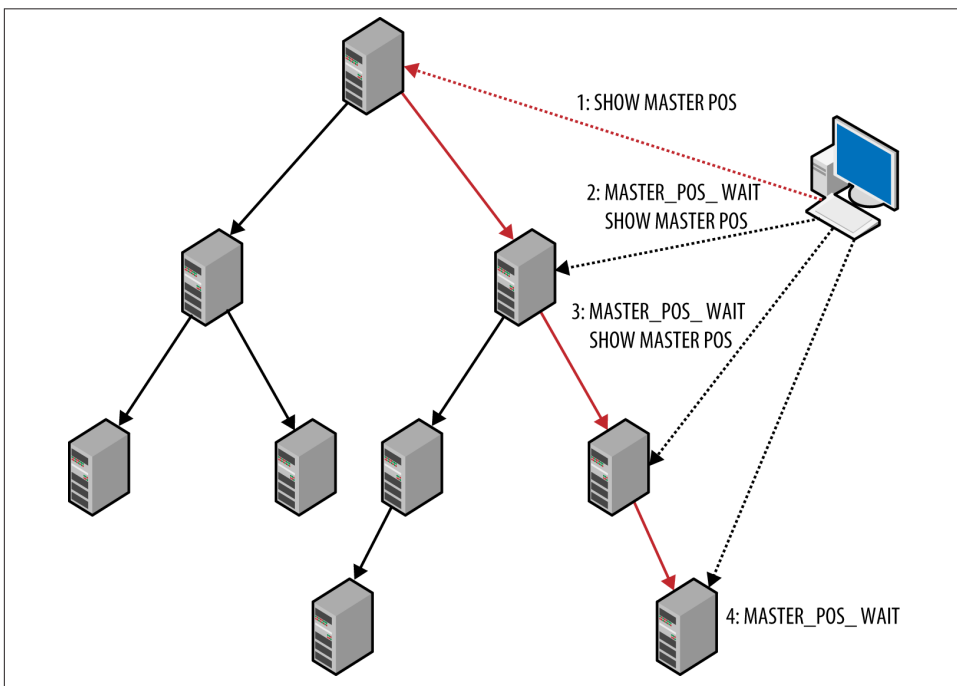 1: SHOW MASTER POS
2: MASTER_POS_ WAIT
SHOW MASTER POS
3: MASTER_POS_ WAIT
SHOW MASTER POS
4: MASTER_POS_ WAIT